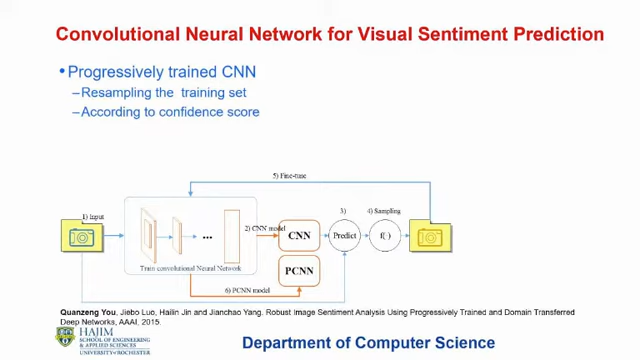 Convolutional Neural Network for Visual Sentiment Prediction
•Progressively trained CNN
–Resampling the training set
–According to confidence score
5) Fine-tune
1) Input
2) CNN model
3)
4) Sampling
...
CNN
Predict
f( )
PCNN
Train convolutional Neural Network
6) PCNN model
Quanzeng You, Jiebo Luo, Hailin Jin and Jianchao Yang, Robust Image Sentiment Analysis Using Progressively Trained and Domain Transferred
Deep Networks, AAAI, 2015.
HAJIM
SCHOOL OF ENGINEERING
& APPLIED SCIENCES
UNIVERSITY of ROCHESTER
Department of Computer Science